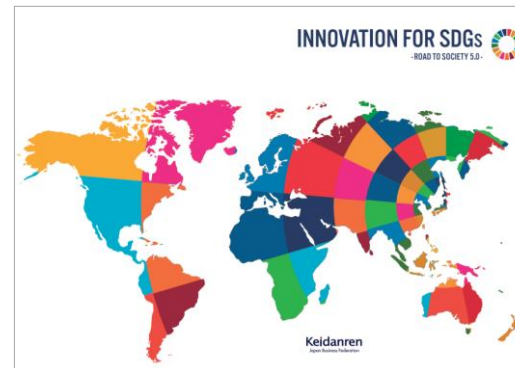 INNOVATION FOR SDGs
- ROAD TO SOCIETY 5.0 -
Keidanren
Japan Business Federation